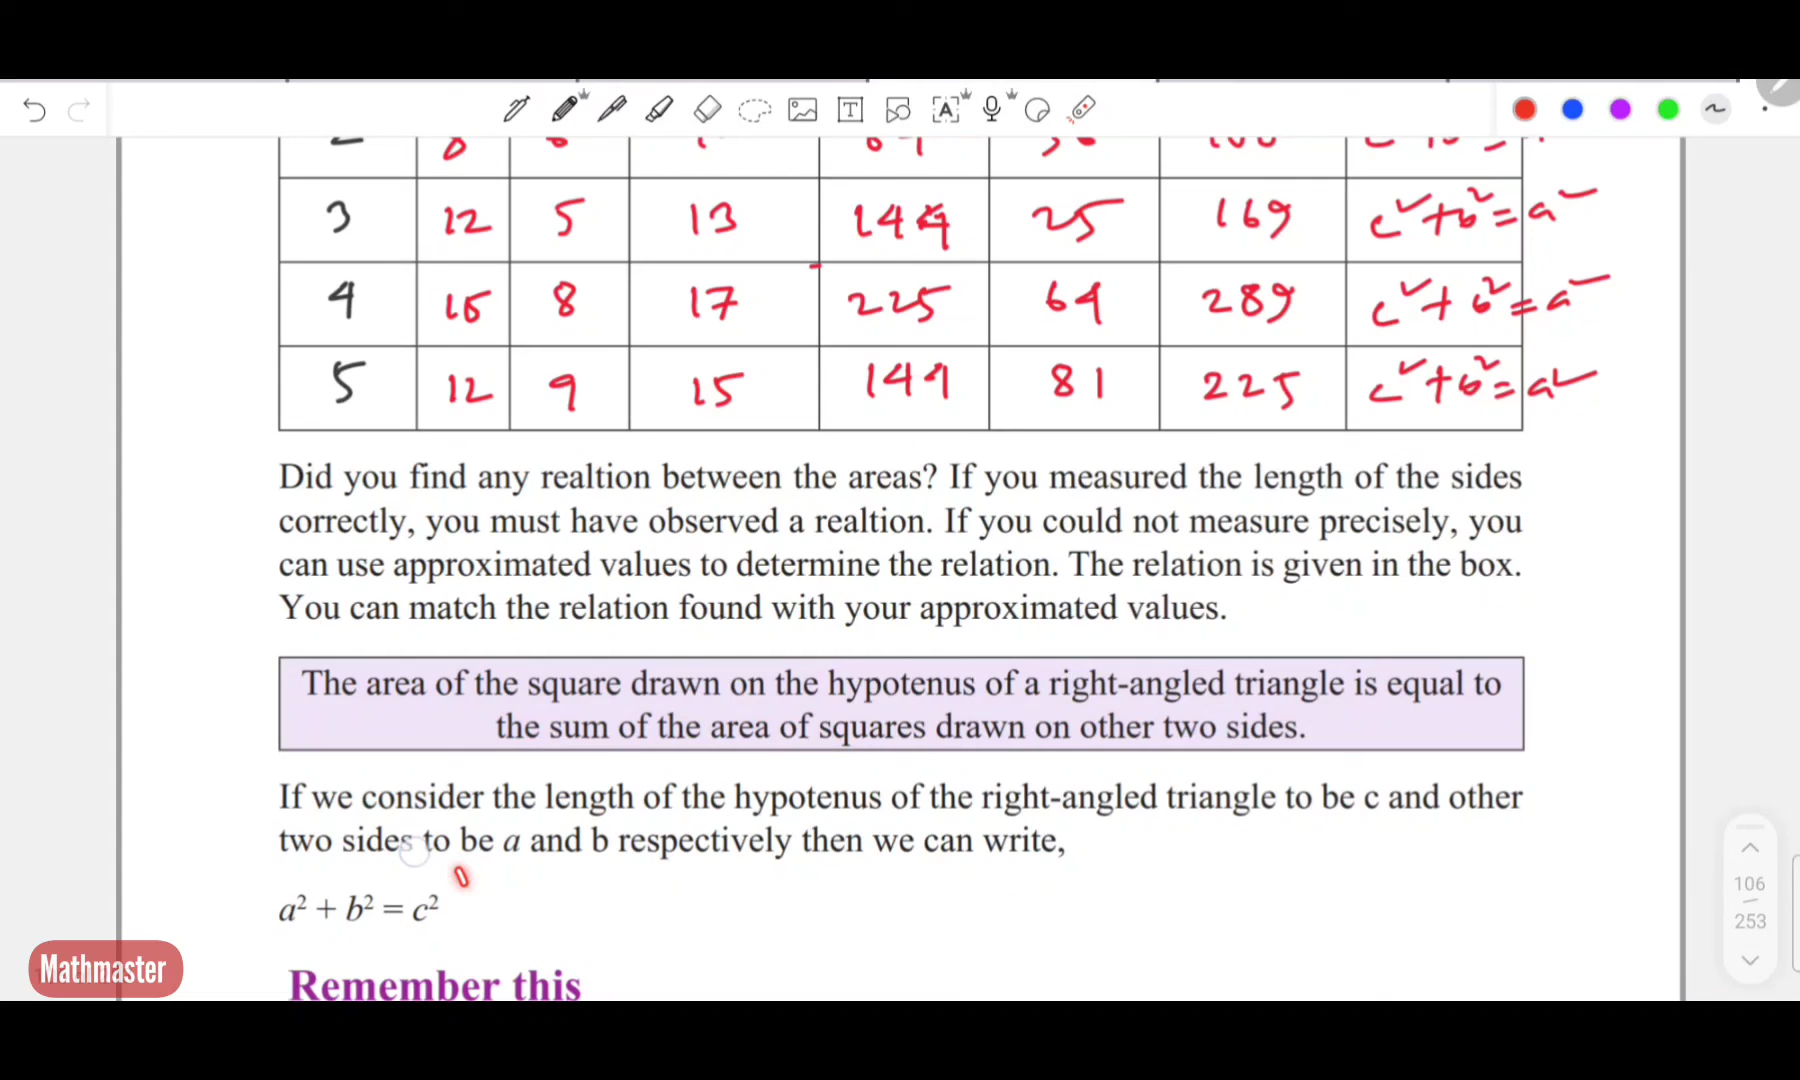 3 12 5 13 144 25 169 c²+b²=a²
4 15 8 17 225 64 289 c²+b²=a²
5 12 9 15 144 81 225 c²+b²=a²
Did you find any realtion between the areas? If you measured the length of the sides
correctly, you must have observed a realtion. If you could not measure precisely, you
can use approximated values to determine the relation. The relation is given in the box.
You can match the relation found with your approximated values.
The area of the square drawn on the hypotenus of a right-angled triangle is equal to
the sum of the area of squares drawn on other two sides.
If we consider the length of the hypotenus of the right-angled triangle to be c and other
two sides to be a and b respectively then we can write,
a² + b² = c²
106
253
Mathmaster
Remember this